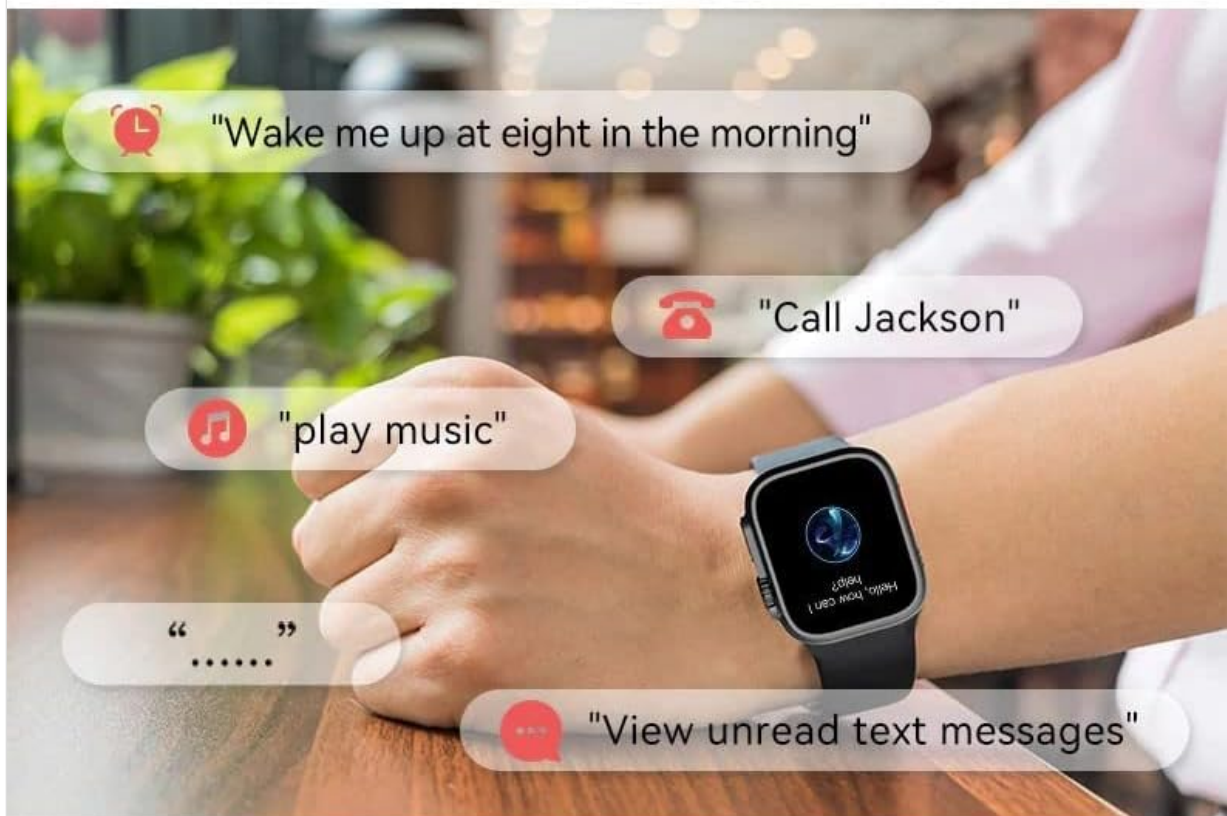 "Wake me up at eight in the morning"
"Call Jackson"
"play music"
Hello, how can I
help?
“......”
"View unread text messages"